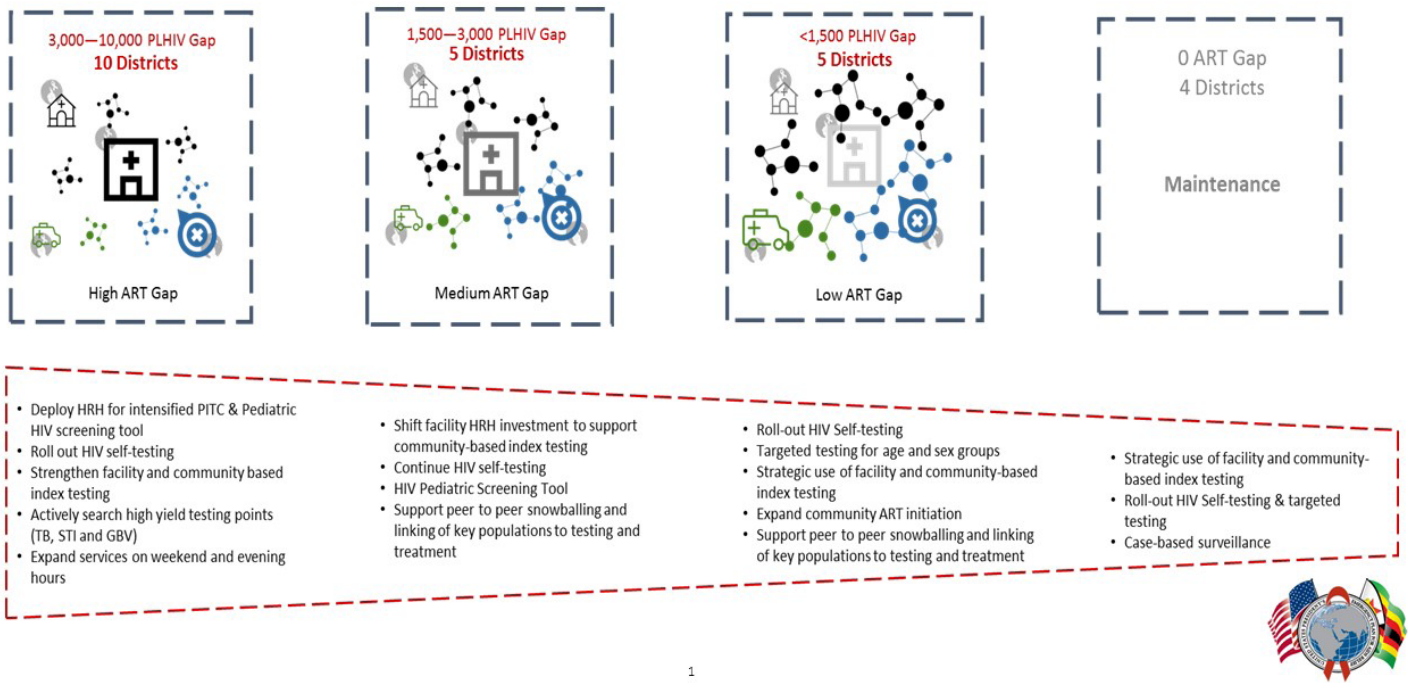 3,000—10,000 PLHIV Gap
10 Districts
High ART Gap
1,500—3,000 PLHIV Gap
5 Districts
Medium ART Gap
<1,500 PLHIV Gap
5 Districts
Low ART Gap
0 ART Gap
4 Districts
Maintenance
• Deploy HRH for intensified PITC & Pediatric
HIV screening tool
• Roll out HIV self-testing
• Strengthen facility and community based
index testing
• Actively search high yield testing points
(TB, STI and GBV)
• Expand services on weekend and evening
hours
• Shift facility HRH investment to support
community-based index testing
• Continue HIV self-testing
• HIV Pediatric Screening Tool
• Support peer to peer snowballing and
linking of key populations to testing and
treatment
• Roll-out HIV Self-testing
• Targeted testing for age and sex groups
• Strategic use of facility and community-based
index testing
• Expand community ART initiation
• Support peer to peer snowballing and linking
of key populations to testing and treatment
• Strategic use of facility and community-
based index testing
• Roll-out HIV Self-testing & targeted
testing
• Case-based surveillance
1